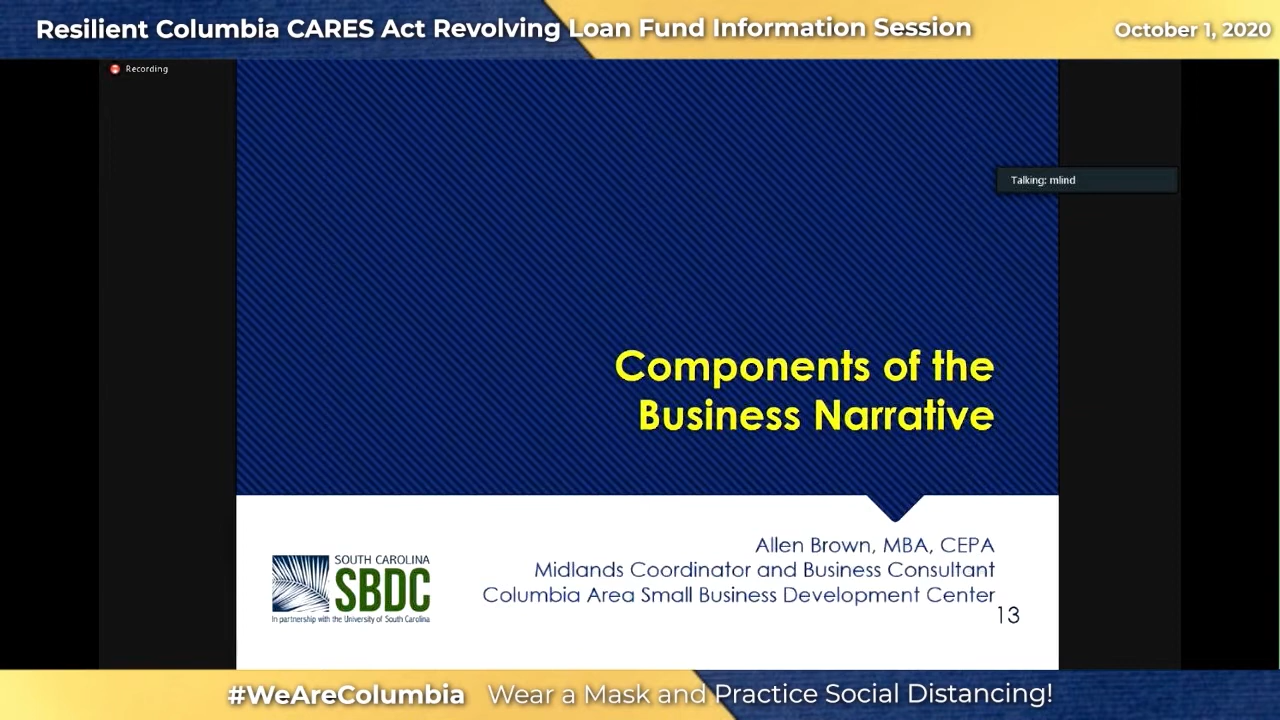 Resilient Columbia CARES Act Revolving Loan Fund Information Session
October 1, 2020
Recording
Talking: mlind
Components of the
Business Narrative
SOUTH CAROLINA
SBDC
In partnership with the University of South Carolina
Allen Brown, MBA, CEPA
Midlands Coordinator and Business Consultant
Columbia Area Small Business Development Center
13
#WeAreColumbia Wear a Mask and Practice Social Distancing!